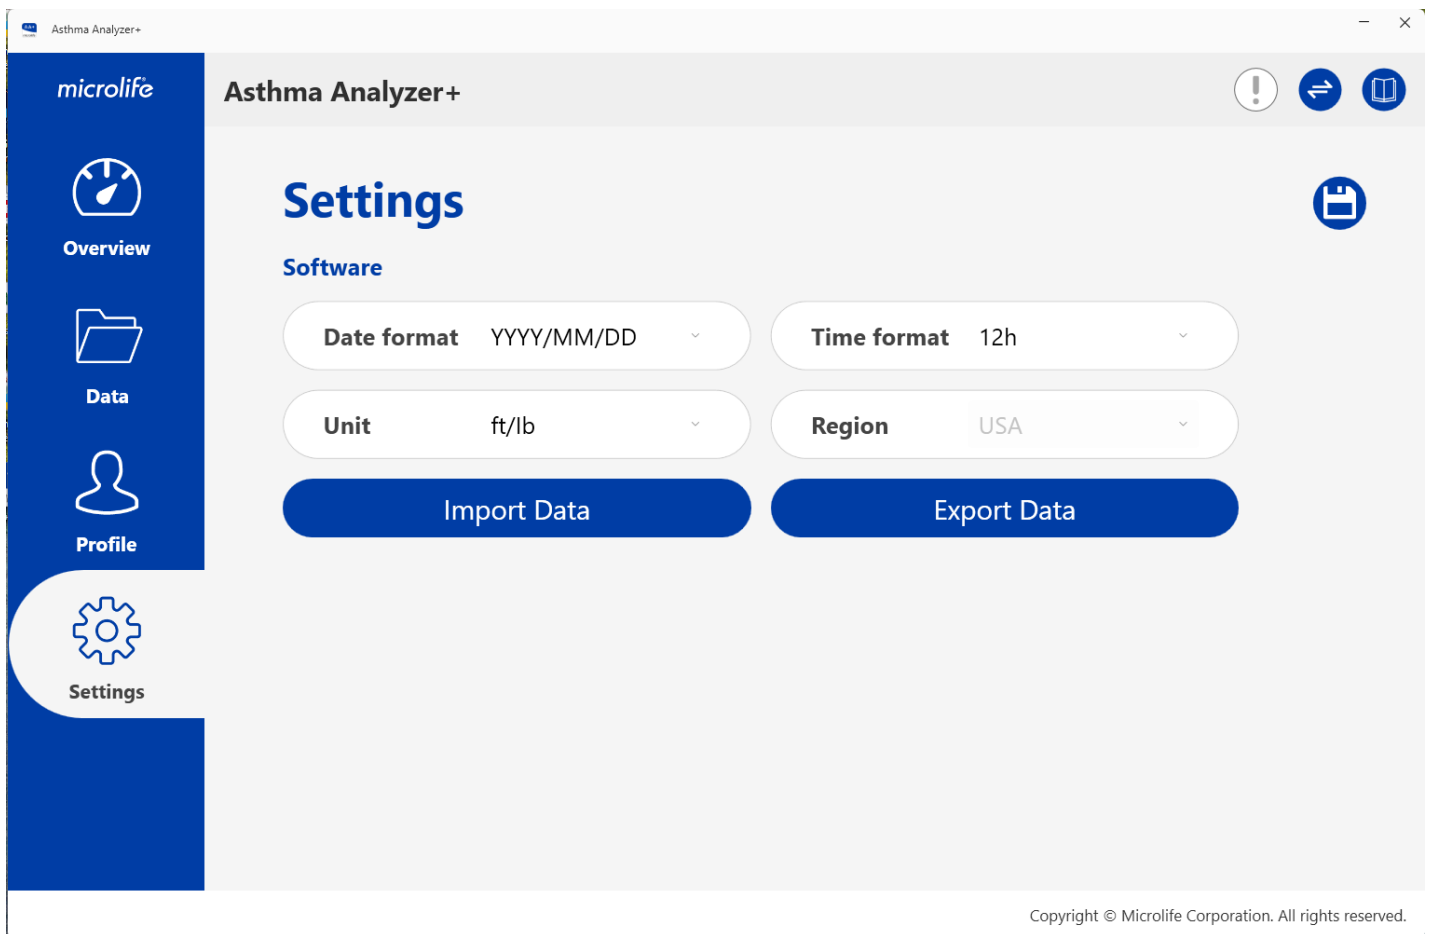 Asthma Analyzer+
microlife
Asthma Analyzer+
Overview
Data
Profile
Settings
Settings
Software
Date format YYYY/MM/DD
Time format 12h
Unit ft/lb
Region USA
Import Data
Export Data
Copyright © Microlife Corporation. All rights reserved.